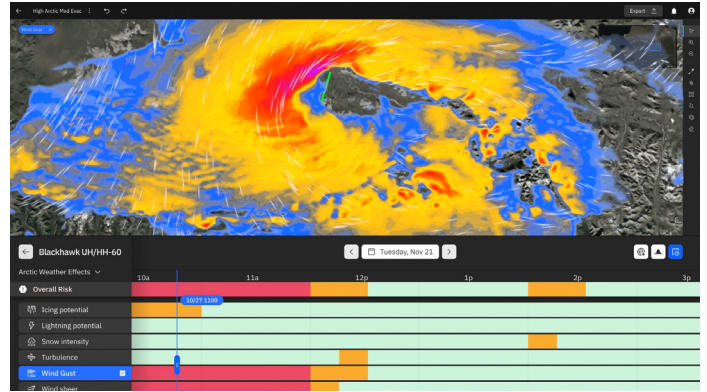 High Arctic Med Evac
Export
Wind Gust ×
Blackhawk UH/HH-60
Tuesday, Nov 21
Arctic Weather Effects
10a 11a 12p 1p 2p 3p
Overall Risk
10/27 1100
Icing potential
Lightning potential
Snow intensity
Turbulence
Wind Gust
Wind sheer